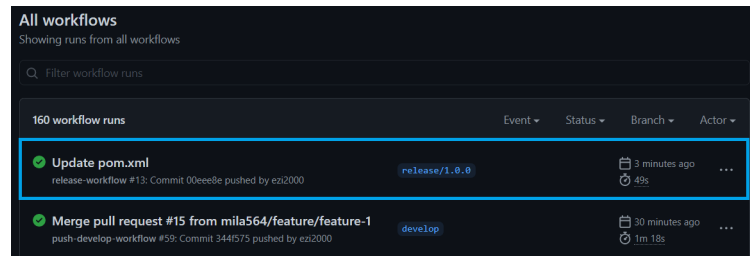 All workflows
Showing runs from all workflows
Filter workflow runs
160 workflow runs Event Status Branch Actor
Update pom.xml release/1.0.0 3 minutes ago
release-workflow #13: Commit 00eee8e pushed by ezi2000 49s
Merge pull request #15 from mila564/feature/feature-1 develop 30 minutes ago
push-develop-workflow #59: Commit 344f575 pushed by ezi2000 1m 18s